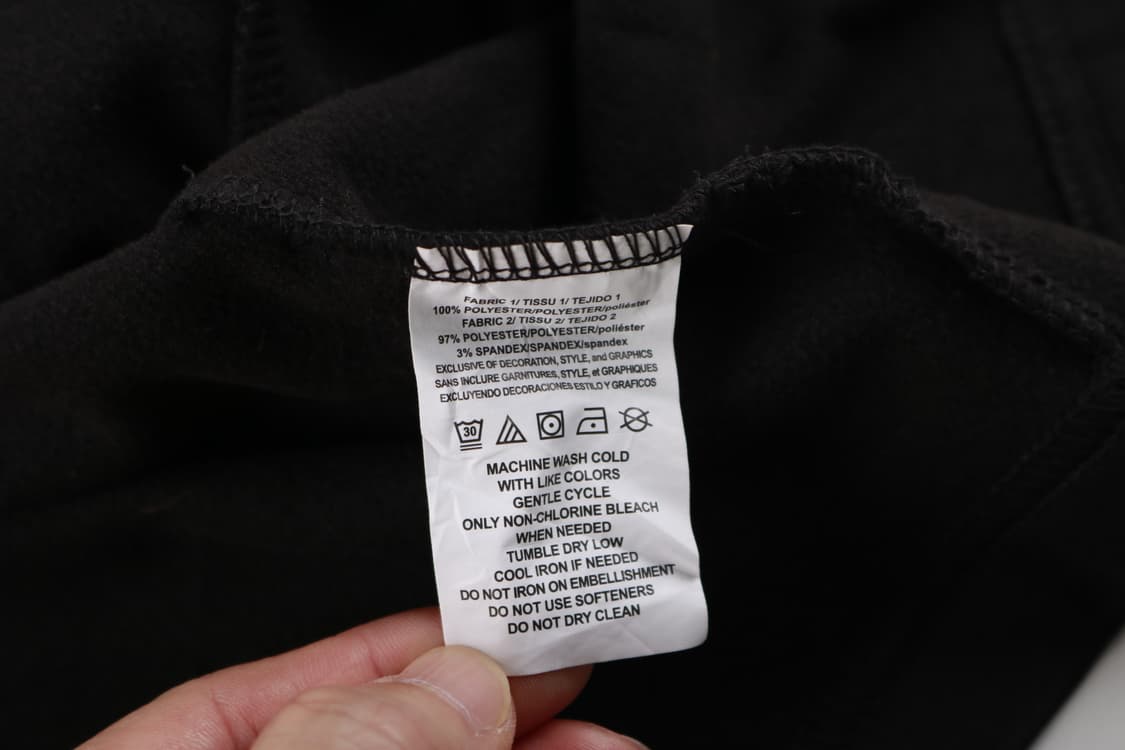 FABRIC 1/ TISSU 1/ TEJIDO 1
100% POLYESTER/POLYESTER/poliéster
FABRIC 2/ TISSU 2/ TEJIDO 2
97% POLYESTER/POLYESTER/poliéster
3% SPANDEX/SPANDEX/spandex
EXCLUSIVE OF DECORATION, STYLE, and GRAPHICS
SANS INCLURE GARNITURES, STYLE, et GRAPHIQUES
EXCLUYENDO DECORACIONES ESTILO Y GRAFICOS
30
MACHINE WASH COLD
WITH LIKE COLORS
GENTLE CYCLE
ONLY NON-CHLORINE BLEACH
WHEN NEEDED
TUMBLE DRY LOW
COOL IRON IF NEEDED
DO NOT IRON ON EMBELLISHMENT
DO NOT USE SOFTENERS
DO NOT DRY CLEAN